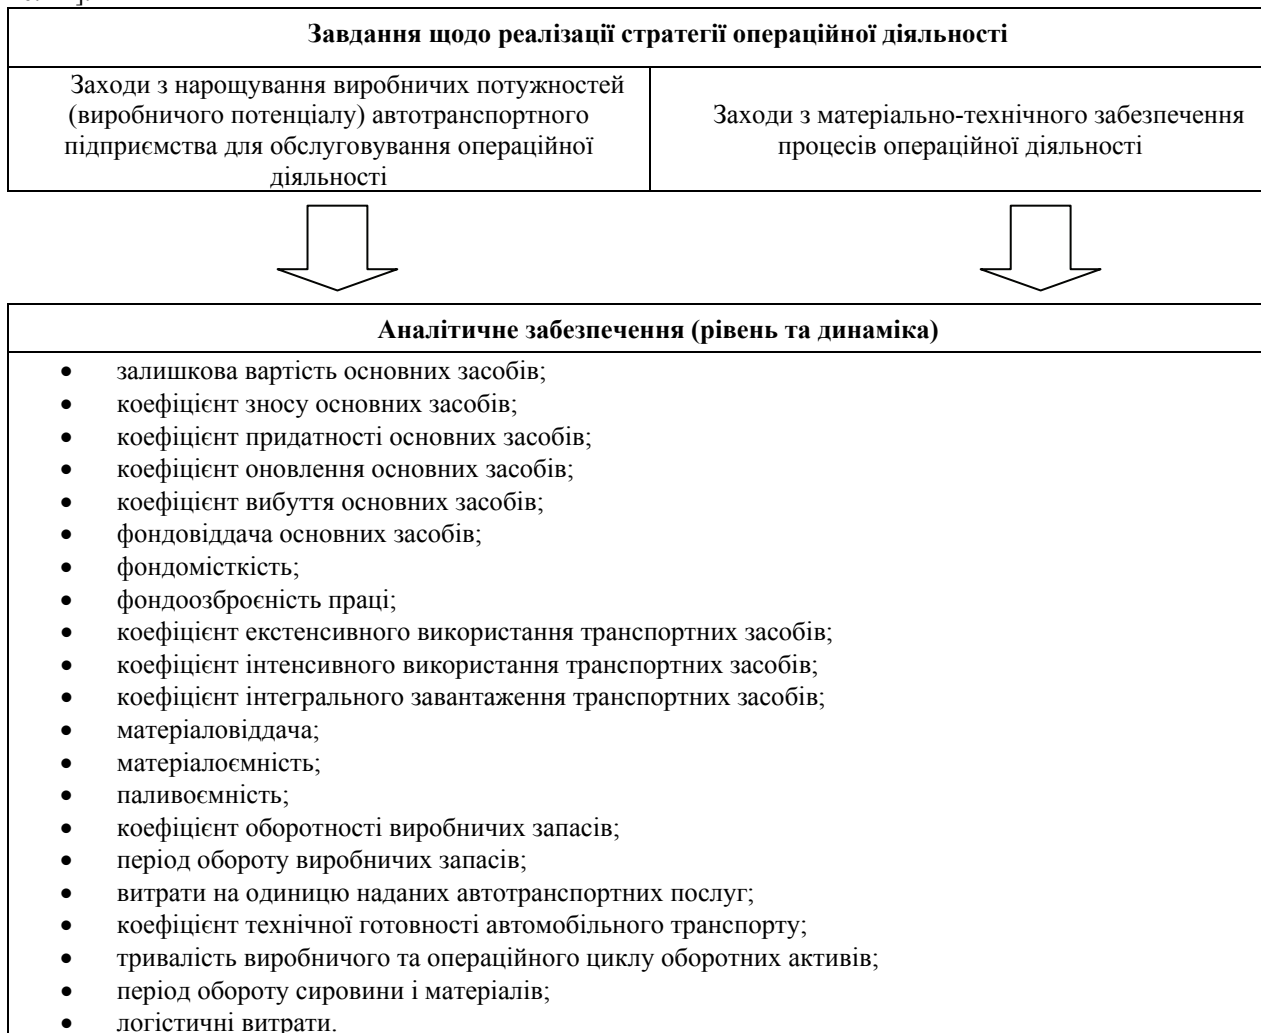 Завдання щодо реалізації стратегії операційної діяльності
Заходи з нарощування виробничих потужностей
(виробничого потенціалу) автотранспортного
підприємства для обслуговування операційної
діяльності
Заходи з матеріально-технічного забезпечення
процесів операційної діяльності
Аналітичне забезпечення (рівень та динаміка)
• залишкова вартість основних засобів;
• коефіцієнт зносу основних засобів;
• коефіцієнт придатності основних засобів;
• коефіцієнт оновлення основних засобів;
• коефіцієнт вибуття основних засобів;
• фондовіддача основних засобів;
• фондомісткість;
• фондоозброєність праці;
• коефіцієнт екстенсивного використання транспортних засобів;
• коефіцієнт інтенсивного використання транспортних засобів;
• коефіцієнт інтегрального завантаження транспортних засобів;
• матеріаловіддача;
• матеріалоємність;
• паливоємність;
• коефіцієнт оборотності виробничих запасів;
• період обороту виробничих запасів;
• витрати на одиницю наданих автотранспортних послуг;
• коефіцієнт технічної готовності автомобільного транспорту;
• тривалість виробничого та операційного циклу оборотних активів;
• період обороту сировини і матеріалів;
• логістичні витрати.